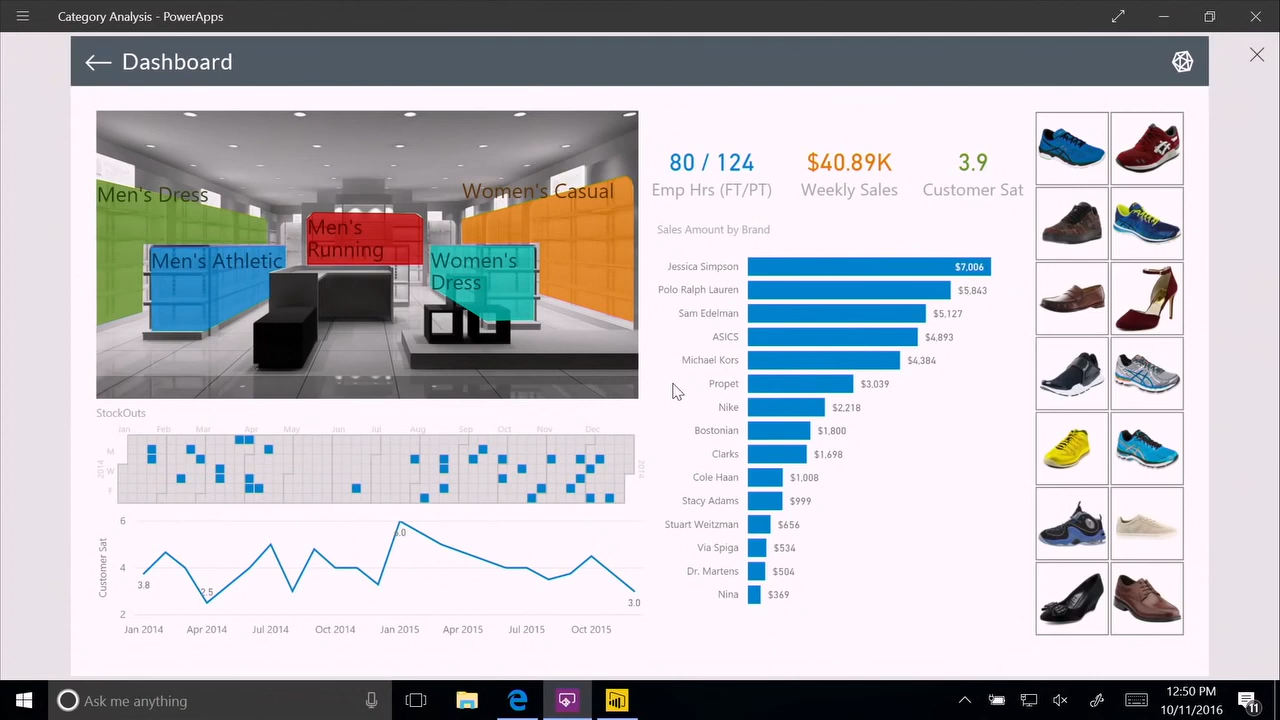 Category Analysis - PowerApps
Dashboard
Men's Dress
Women's Casual
Men's
Running
Men's Athletic
Women's
Dress
80 / 124
Emp Hrs (FT/PT)
$40.89K
Weekly Sales
3.9
Customer Sat
Sales Amount by Brand
Jessica Simpson $7,006
Polo Ralph Lauren $5,843
Sam Edelman $5,127
ASICS $4,893
Michael Kors $4,384
Propet $3,039
Nike $2,218
Bostonian $1,800
Clarks $1,698
Cole Haan $1,008
Stacy Adams $999
Stuart Weitzman $656
Via Spiga $534
Dr. Martens $504
Nina $369
StockOuts
Jan Feb Mar Apr May Jun Jul Aug Sep Oct Nov Dec
2014
M
W
F
2014
Customer Sat
6
4
2
3.8
2.5
6.0
3.0
Jan 2014 Apr 2014 Jul 2014 Oct 2014 Jan 2015 Apr 2015 Jul 2015 Oct 2015
Ask me anything
12:50 PM
10/11/2016
11